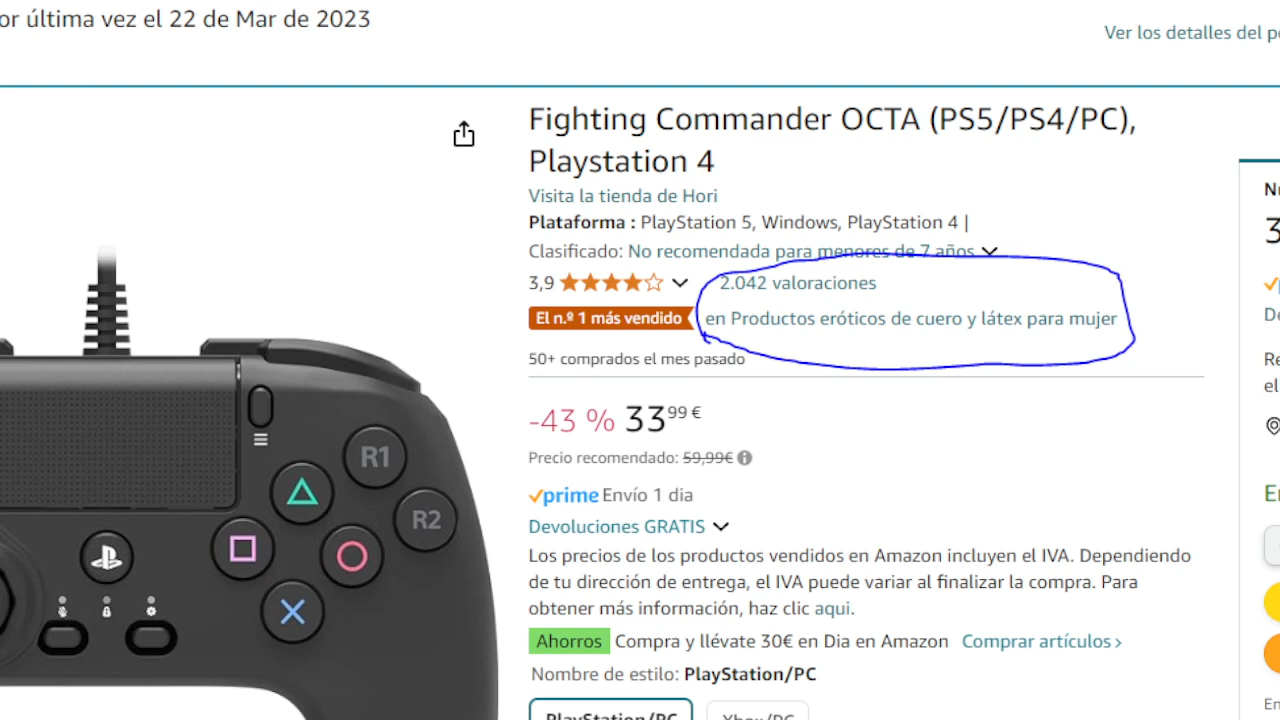 or última vez el 22 de Mar de 2023
Ver los detalles del
Fighting Commander OCTA (PS5/PS4/PC),
Playstation 4
Visita la tienda de Hori
Plataforma : PlayStation 5, Windows, PlayStation 4 |
Clasificado: No recomendada para menores de 7 años
3,9 2.042 valoraciones
El n.º 1 más vendido en Productos eróticos de cuero y látex para mujer
50+ comprados el mes pasado
-43 % 33,99 €
Precio recomendado: 59,99€
prime Envío 1 dia
Devoluciones GRATIS
Los precios de los productos vendidos en Amazon incluyen el IVA. Dependiendo
de tu dirección de entrega, el IVA puede variar al finalizar la compra. Para
obtener más información, haz clic aqui.
Ahorros Compra y llévate 30€ en Dia en Amazon Comprar artículos ›
Nombre de estilo: PlayStation/PC
PlayStation/PC Xbox/PC
R1
R2